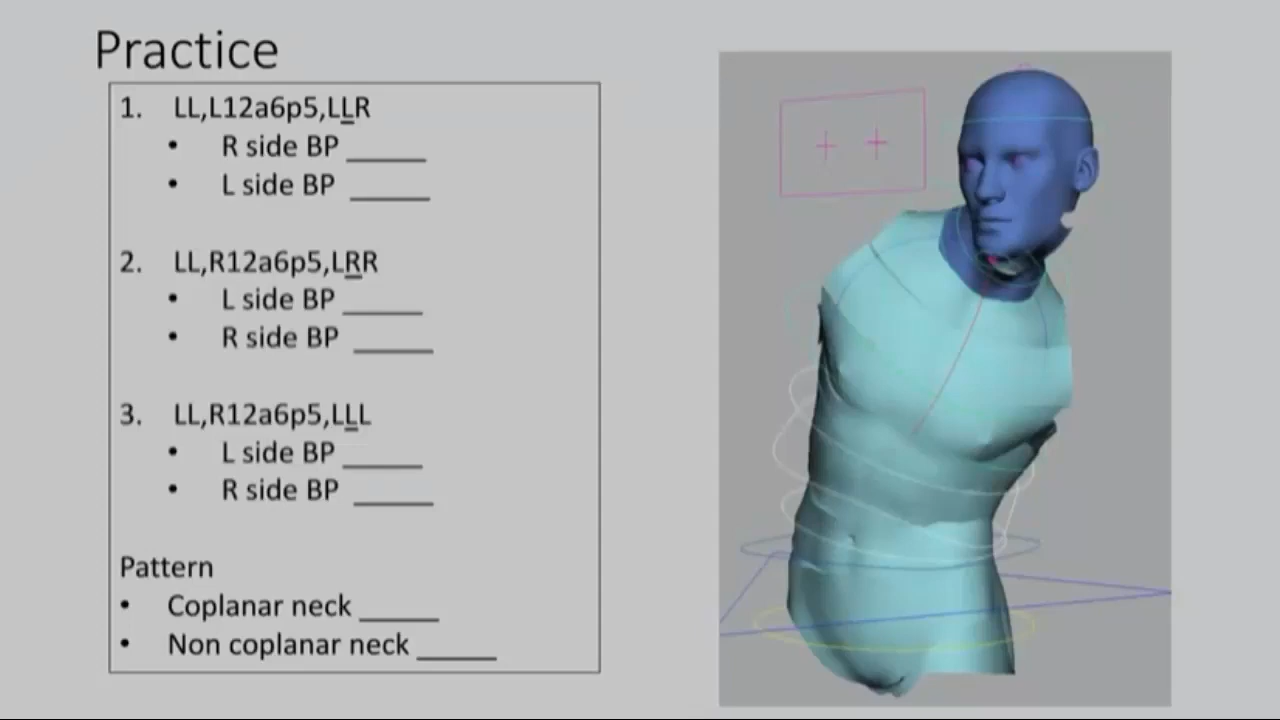 Practice
1. LL,L12a6p5,LLR
• R side BP ______
• L side BP ______
2. LL,R12a6p5,LRR
• L side BP ______
• R side BP ______
3. LL,R12a6p5,LLL
• L side BP ______
• R side BP ______
Pattern
• Coplanar neck ______
• Non coplanar neck ______